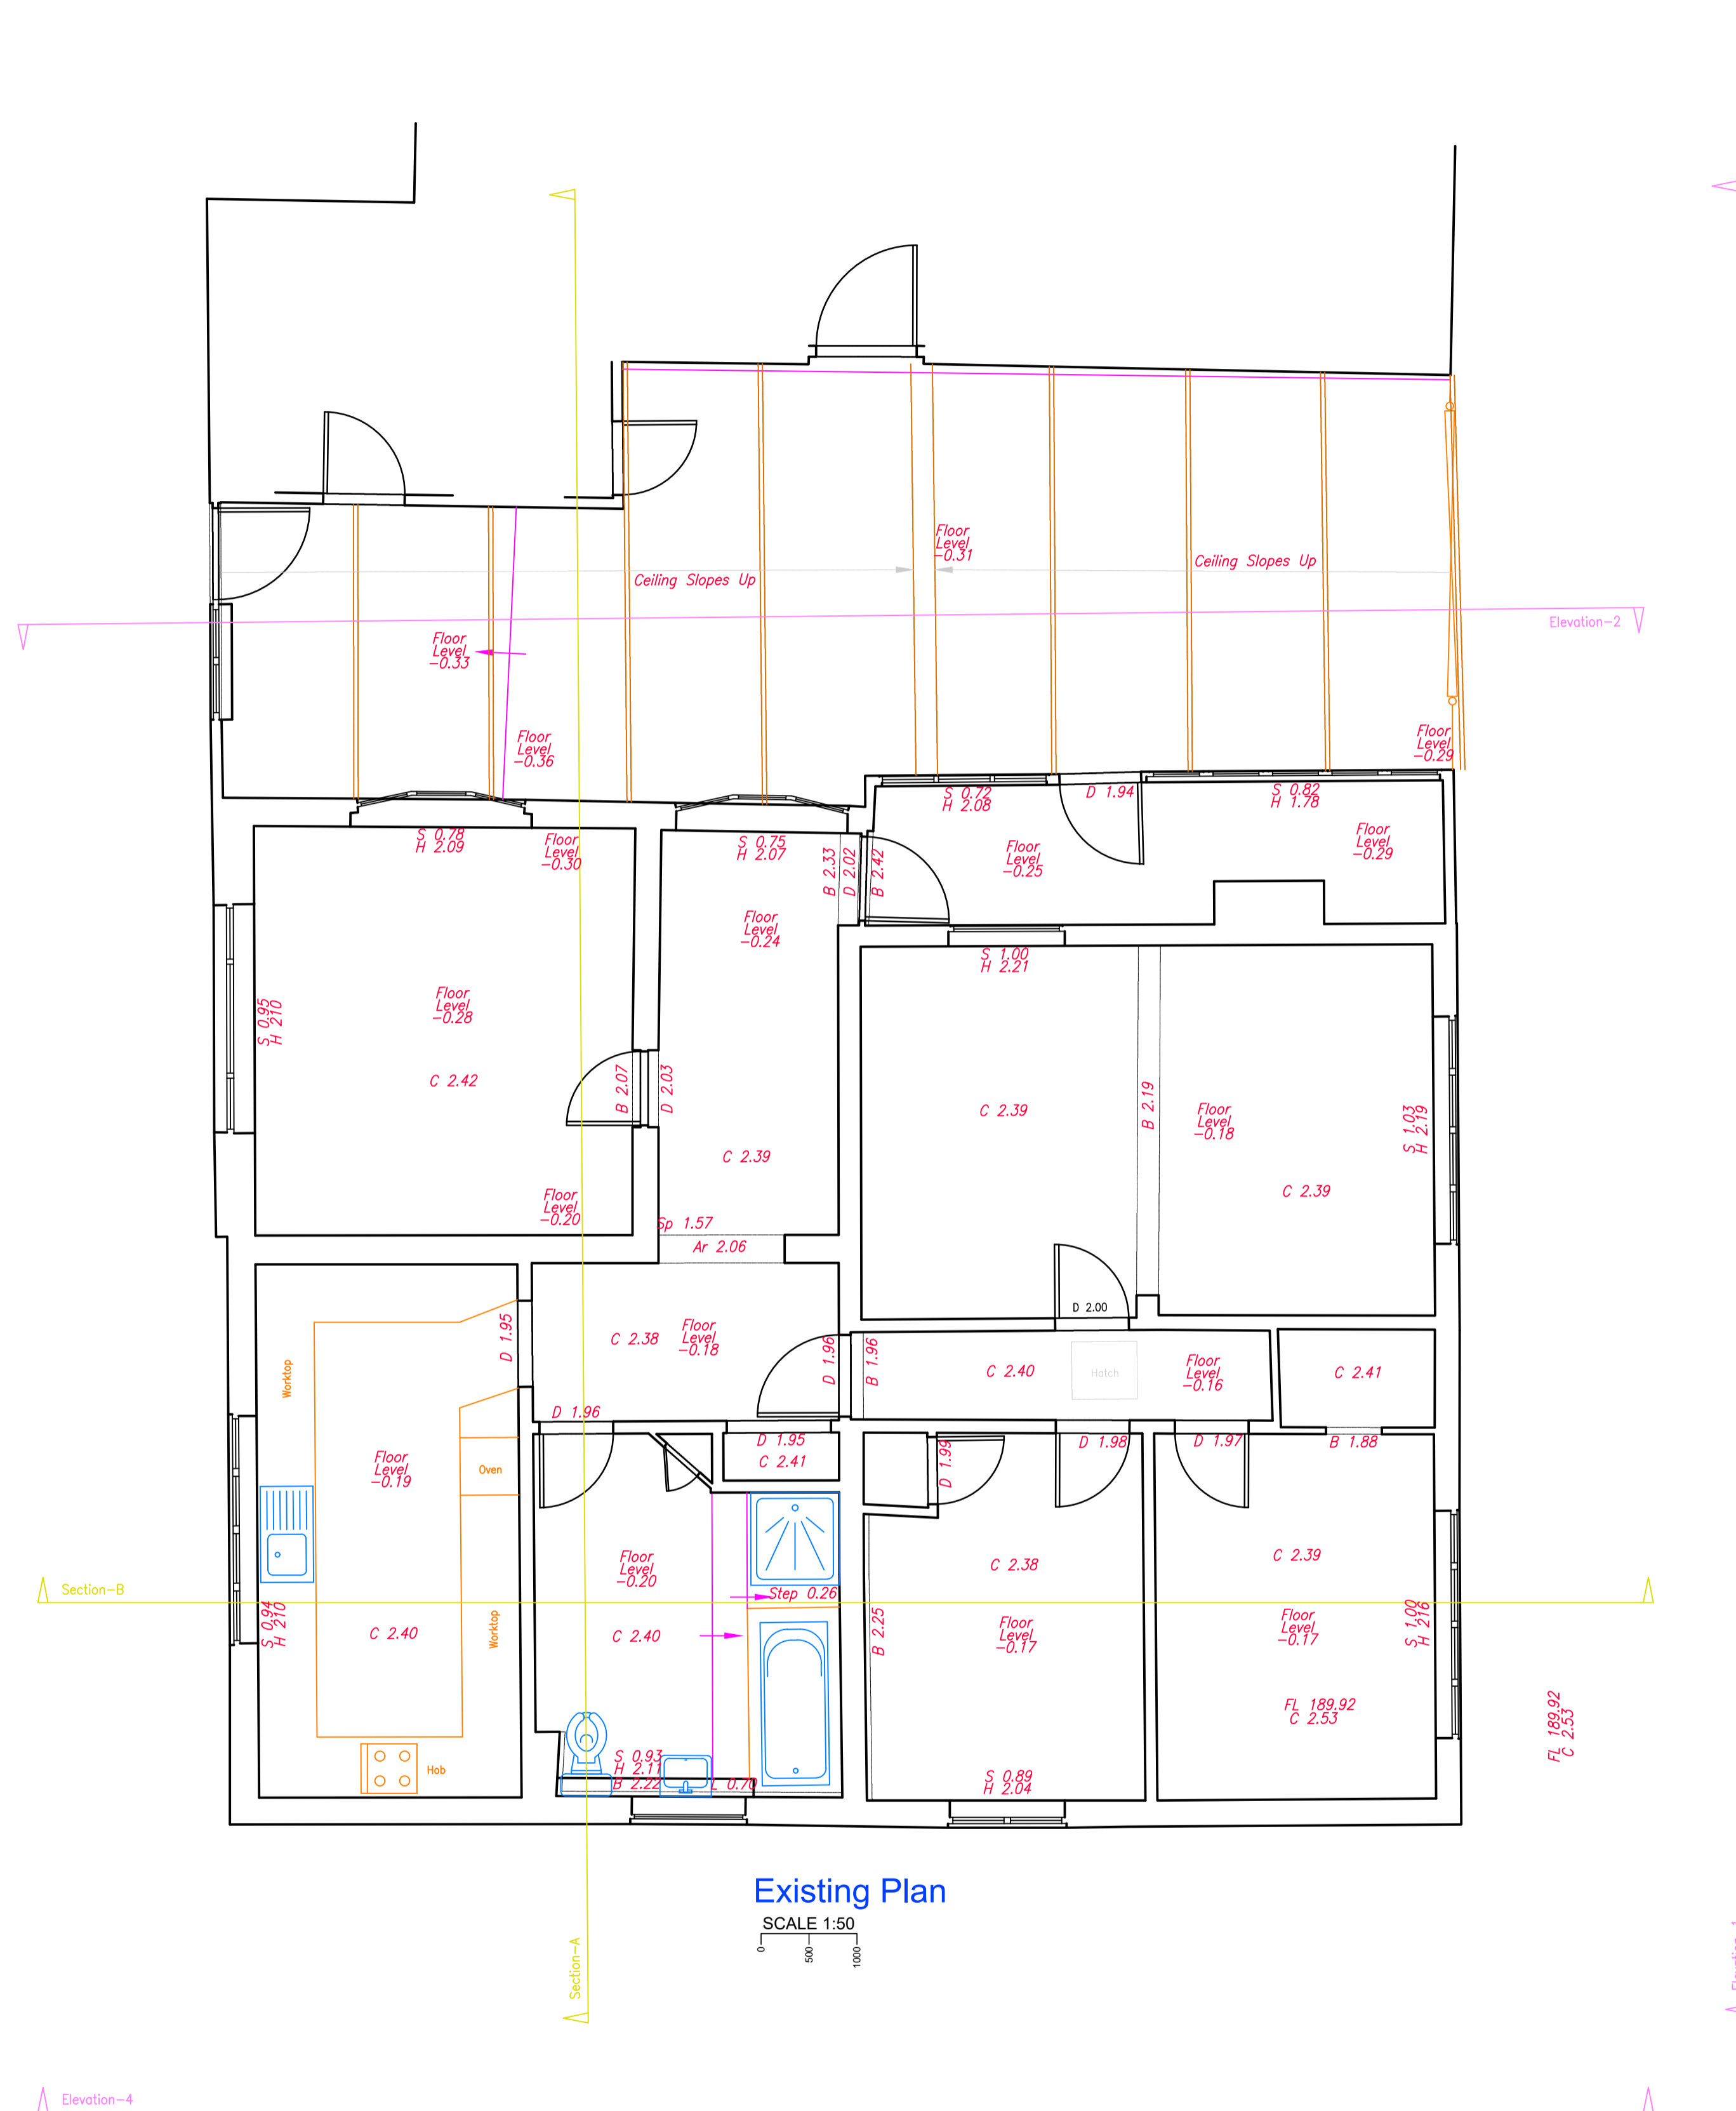 Floor
Level
-0.31
Ceiling Slopes Up
Ceiling Slopes Up
Elevation-2
Floor
Level
-0.33
Floor
Level
-0.36
Floor
Level
-0.29
S 0.78
H 2.09
Floor
Level
-0.30
S 0.75
H 2.07
B 2.33
D 2.02
B 2.42
S 0.72
H 2.08
D 1.94
S 0.82
H 1.78
Floor
Level
-0.25
Floor
Level
-0.29
Floor
Level
-0.24
S 1.00
H 2.21
Floor
Level
-0.28
S 0.95
H 210
C 2.42
B 2.07
D 2.03
C 2.39
C 2.39
B 2.19
Floor
Level
-0.18
S 1.03
H 2.19
C 2.39
Floor
Level
-0.20
Sp 1.57
Ar 2.06
D 2.00
D 1.95
C 2.38
Floor
Level
-0.18
D 1.96
B 1.96
C 2.40
Hatch
Floor
Level
-0.16
C 2.41
Worktop
D 1.96
D 1.95
C 2.41
D 1.99
D 1.98
D 1.97
B 1.88
Floor
Level
-0.19
Oven
Floor
Level
-0.20
Step 0.26
C 2.38
C 2.39
Section-B
S 0.94
H 210
C 2.40
Worktop
C 2.40
B 2.25
Floor
Level
-0.17
Floor
Level
-0.17
S 1.00
H 216
FL 189.92
C 2.53
FL 189.92
C 2.53
Hob
S 0.93
H 2.11
B 2.22
L 0.70
S 0.89
H 2.04
Existing Plan
SCALE 1:50
0
500
1000
Section-A
Elevation-4